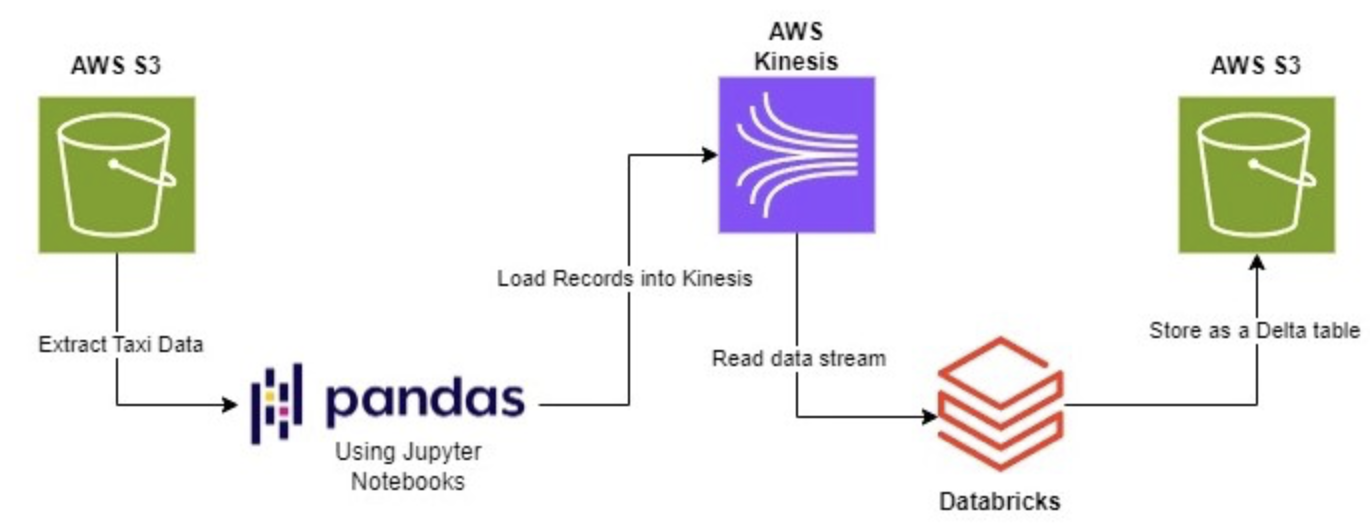 AWS S3
Extract Taxi Data
pandas
Using Jupyter
Notebooks
Load Records into Kinesis
AWS
Kinesis
Read data stream
Databricks
Store as a Delta table
AWS S3